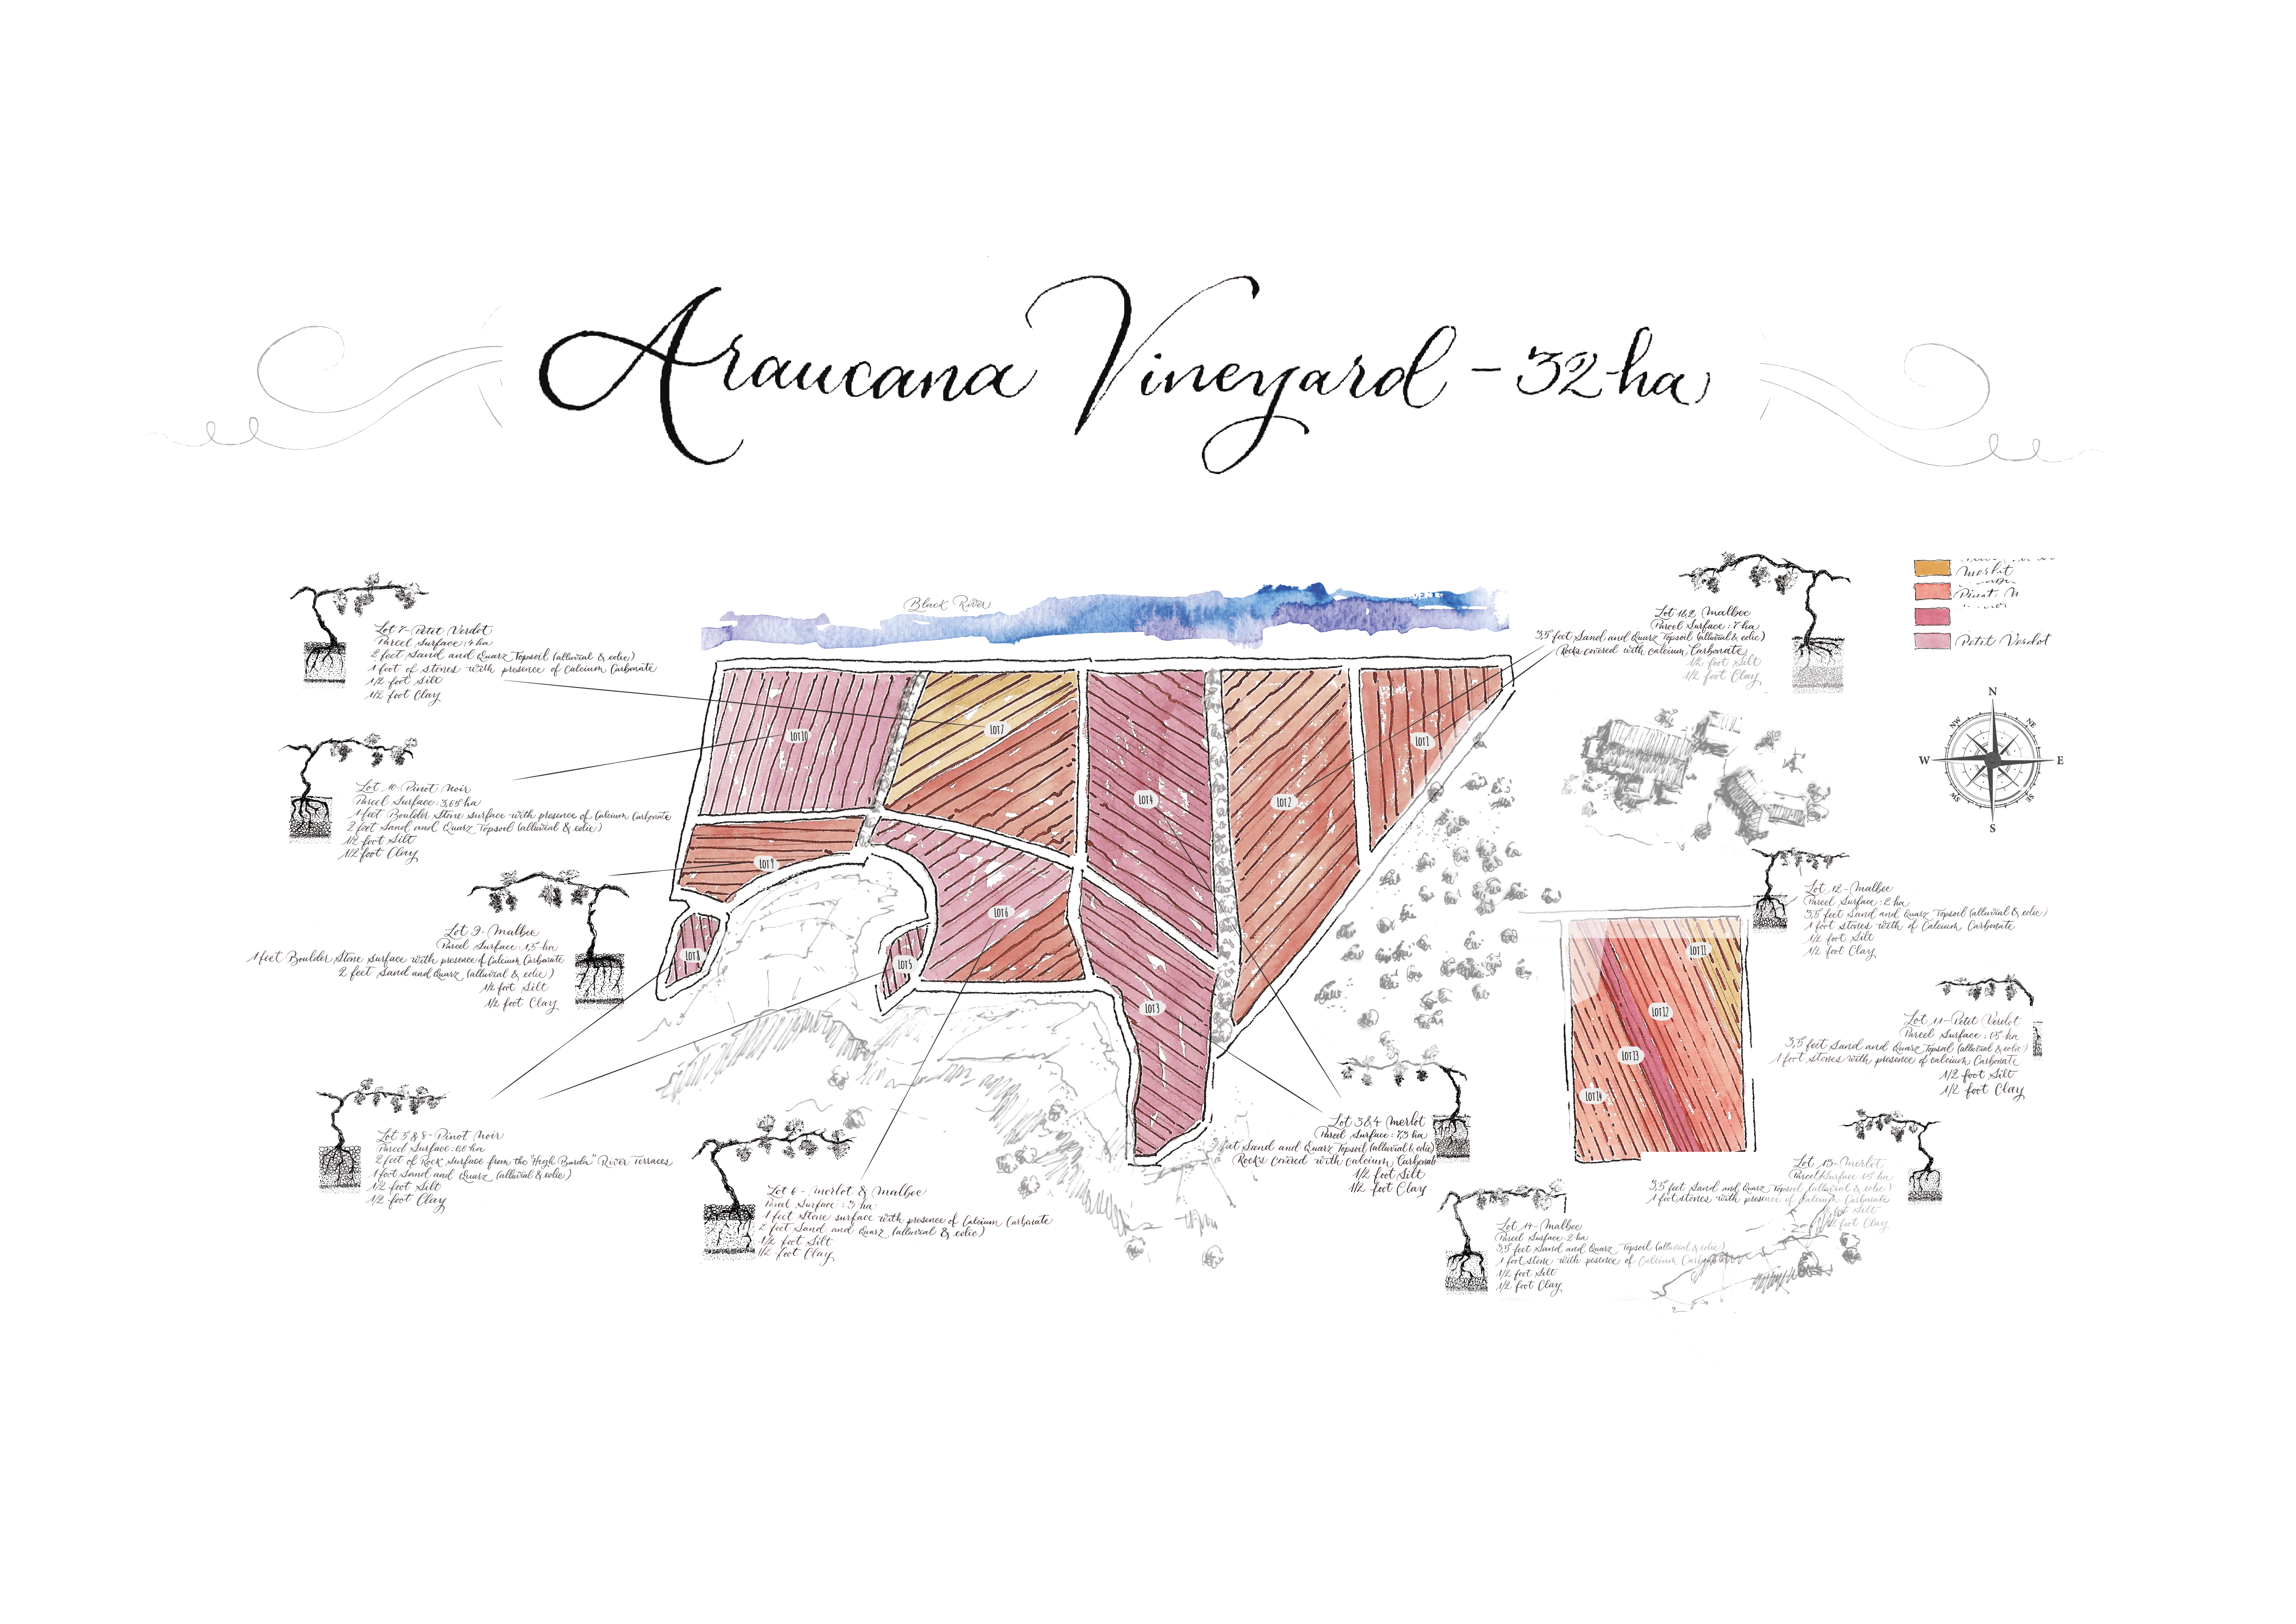 Araucana Vineyard - 32 ha
Black River
Lot 7 - Petit Verdot
Parcel Surface: 4 ha
2 feet Sand and Quarz Topsoil (alluvial & eolic)
1 foot of stones with presence of Calcium Carbonate
1/2 foot Silt
1/2 foot Clay
Lot 10 - Pinot Noir
Parcel Surface: 3,65 ha
1 feet Boulder Stone surface with presence of Calcium Carbonate
2 foot Sand and Quarz Topsoil (alluvial & eolic)
1/2 foot Silt
1/2 foot Clay
Lot 9 - Malbec
Parcel Surface: 1,5 ha
1 feet Boulder Stone surface with presence of Calcium Carbonate
2 feet Sand and Quarz (alluvial & eolic)
1/2 foot Silt
1/2 foot Clay
Lot 5 & 8 - Pinot Noir
Parcel Surface:
2 feet of Rock Surface from the "High Barda" River Terraces
1 foot Sand and Quarz (alluvial & eolic)
1/2 foot Silt
1/2 foot Clay
Lot 6 - Merlot & Malbec
Parcel Surface: 3 ha
1 feet Stone surface with presence of Calcium Carbonate
2 foot Sand and Quarz (alluvial & eolic)
1/2 foot Silt
1/2 foot Clay
LOT 10
LOT 7
LOT 4
LOT 2
LOT 1
LOT 9
LOT 8
LOT 5
LOT 6
LOT 3
Lot 1&2 Malbec
Parcel Surface: 7 ha
3,5 feet Sand and Quarz Topsoil (alluvial & eolic)
Rocks covered with calcium Carbonate
1/2 foot Silt
1/2 foot Clay
Merlot
Pinot N
Petit Verdot
N
NW
NE
W
E
SW
SE
S
Lot 12 - Malbec
Parcel Surface: 2 ha
3,5 feet Sand and Quarz Topsoil (alluvial & eolic)
1 foot stones with of Calcium Carbonate
1/2 foot Silt
1/2 foot Clay
LOT 11
LOT 12
LOT 13
LOT 14
Lot 11 - Petit Verdot
Parcel Surface: 0,5 ha
3,5 feet Sand and Quarz Topsoil (alluvial & eolic)
1 foot stones with presence of calcium Carbonate
1/2 foot Silt
1/2 foot Clay
Lot 3&4 Merlot
Parcel Surface: 7,3 ha
Sand and Quarz Topsoil (alluvial & eolic)
Rocks covered with calcium Carbonate
1/2 foot Silt
1/2 foot Clay
Lot 13 - Merlot
Parcel Surface 0,5 ha
3,5 feet Sand and Quarz Topsoil (alluvial & eolic)
1 foot stones with presence of Calcium Carbonate
1/2 foot Silt
1/2 foot Clay
Lot 14 - Malbec
Parcel Surface: 2 ha
3,5 feet Sand and Quarz Topsoil (alluvial & eolic)
1 foot stone with presence of Calcium
1/2 foot Silt
1/2 foot Clay